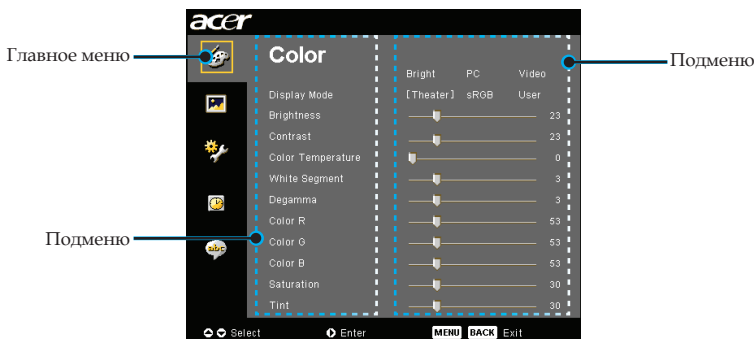 acer
Главное меню
Color
Подменю
Bright PC Video
Display Mode [Theater] sRGB User
Brightness 23
Contrast 23
Color Temperature 0
White Segment 3
Degamma 3
Color R 53
Подменю
Color G 53
abc
Color B 53
Saturation 30
Tint 30
Select Enter MENU BACK Exit